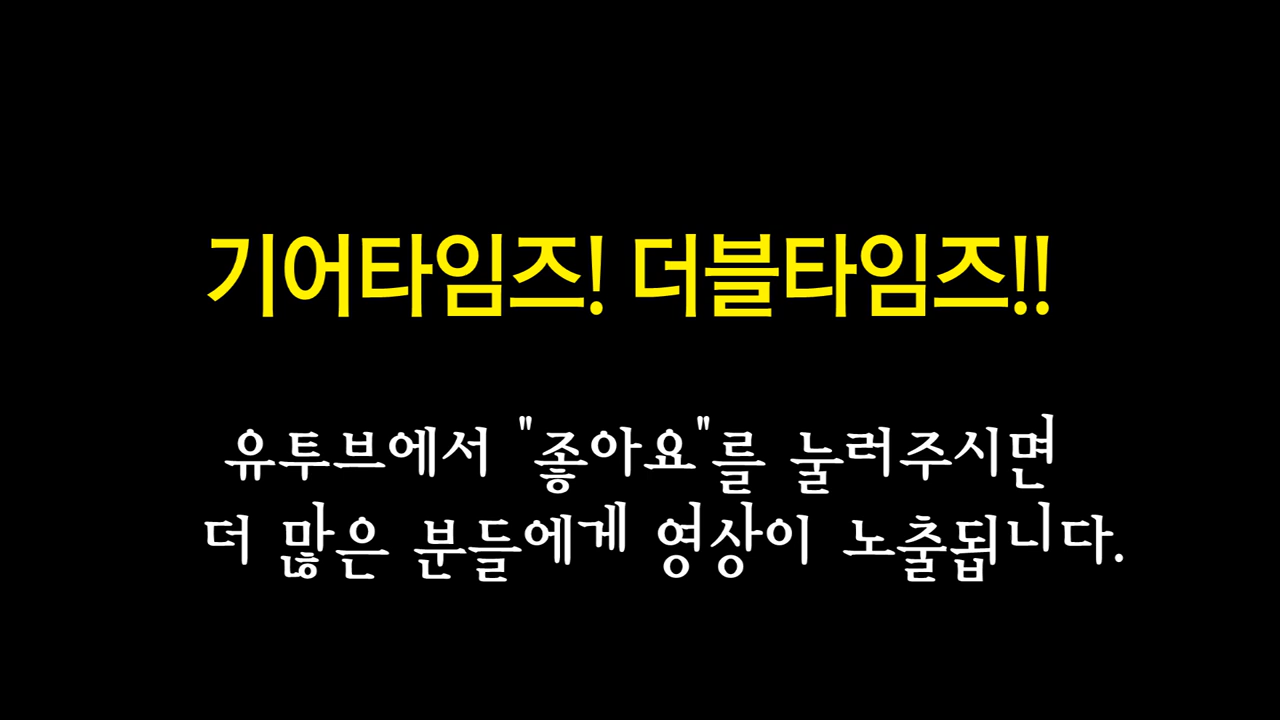 기어타임즈! 더블타임즈!!
유투브에서 "좋아요"를 눌러주시면
더 많은 분들에게 영상이 노출됩니다.